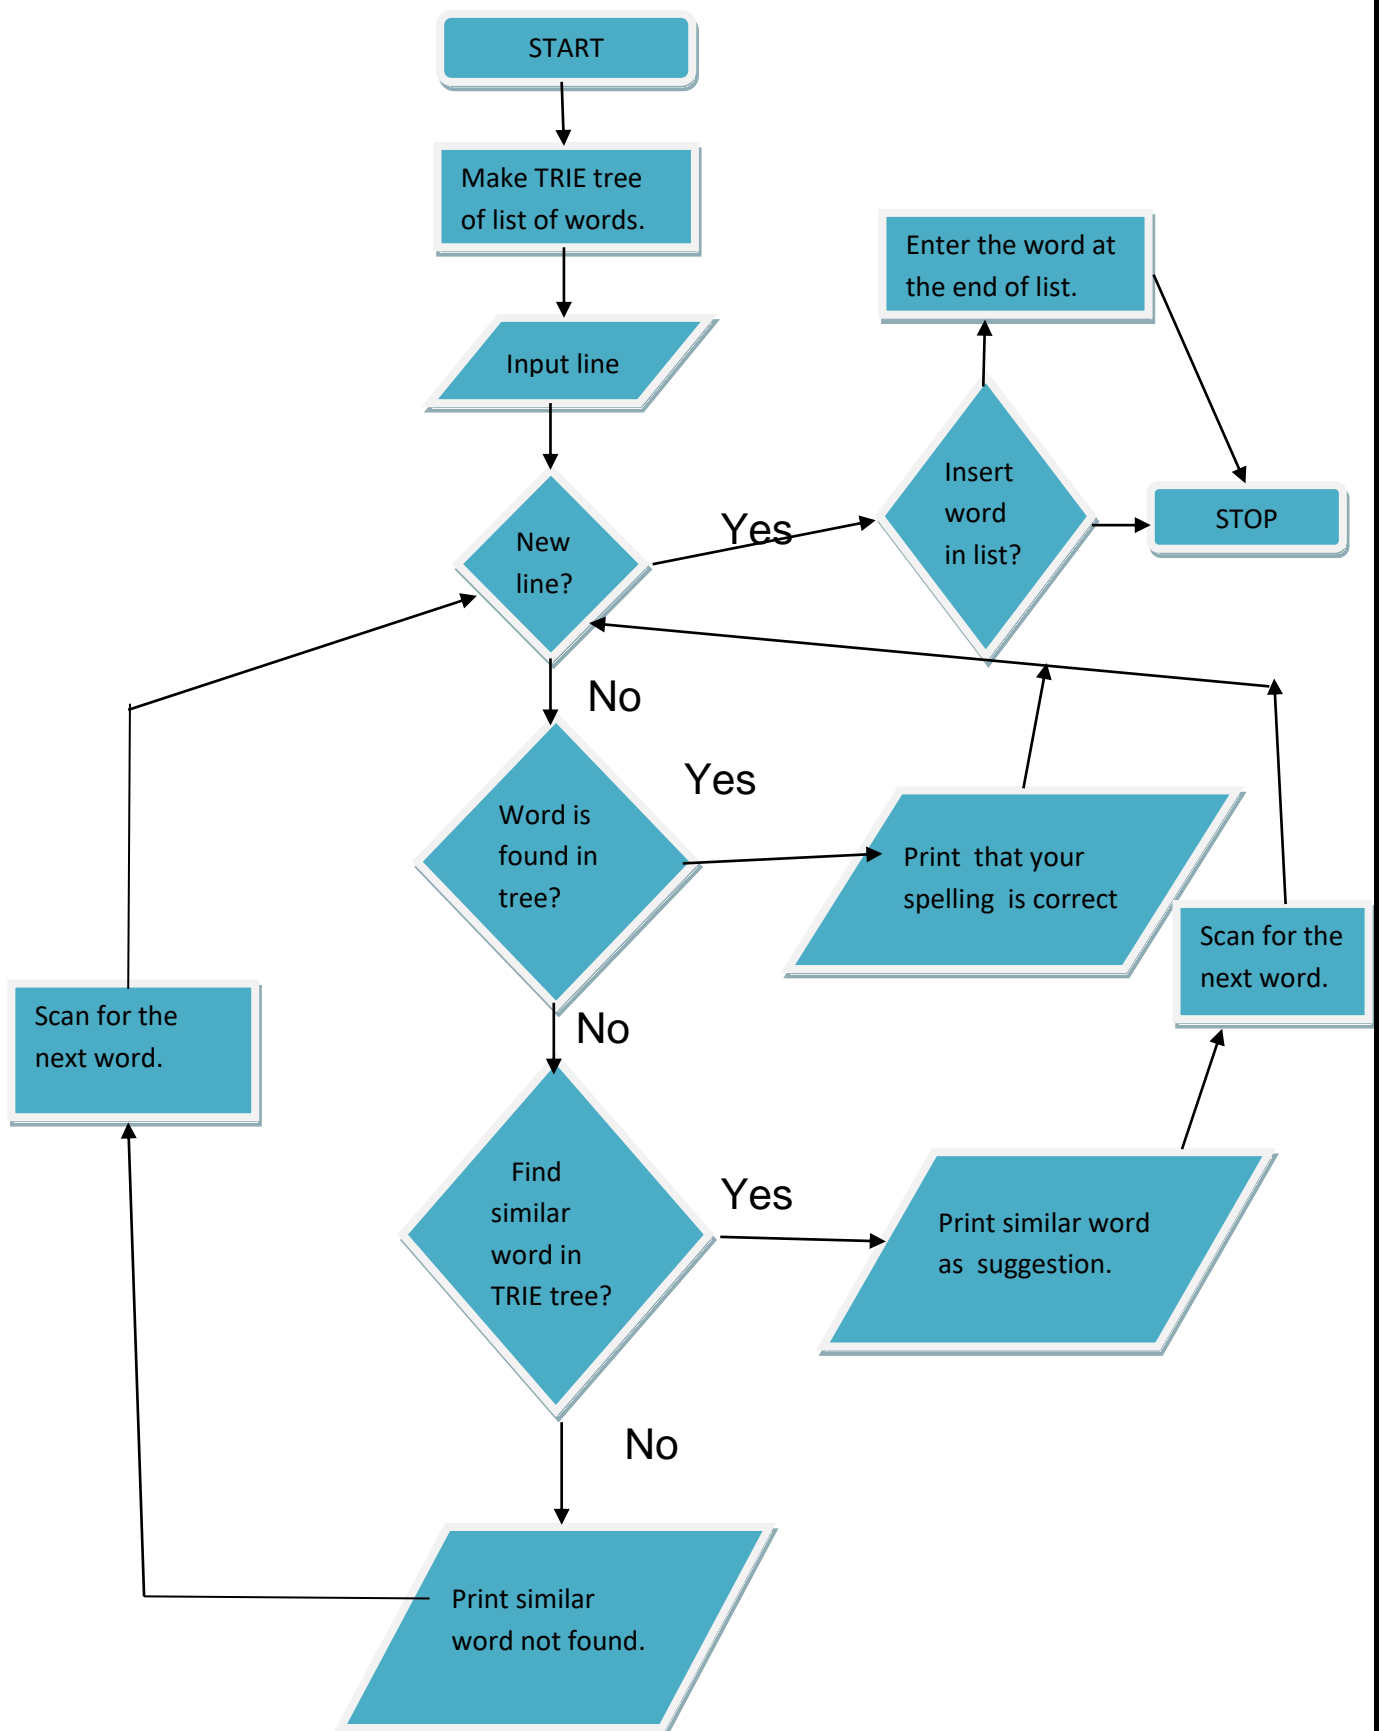 START
Make TRIE tree
of list of words.
Enter the word at
the end of list.
Input line
Insert
word
in list?
STOP
New
line?
Yes
No
Yes
Word is
found in
tree?
Print that your
spelling is correct
Scan for the
next word.
Scan for the
next word.
No
Find
similar
word in
TRIE tree?
Yes
Print similar word
as suggestion.
No
Print similar
word not found.